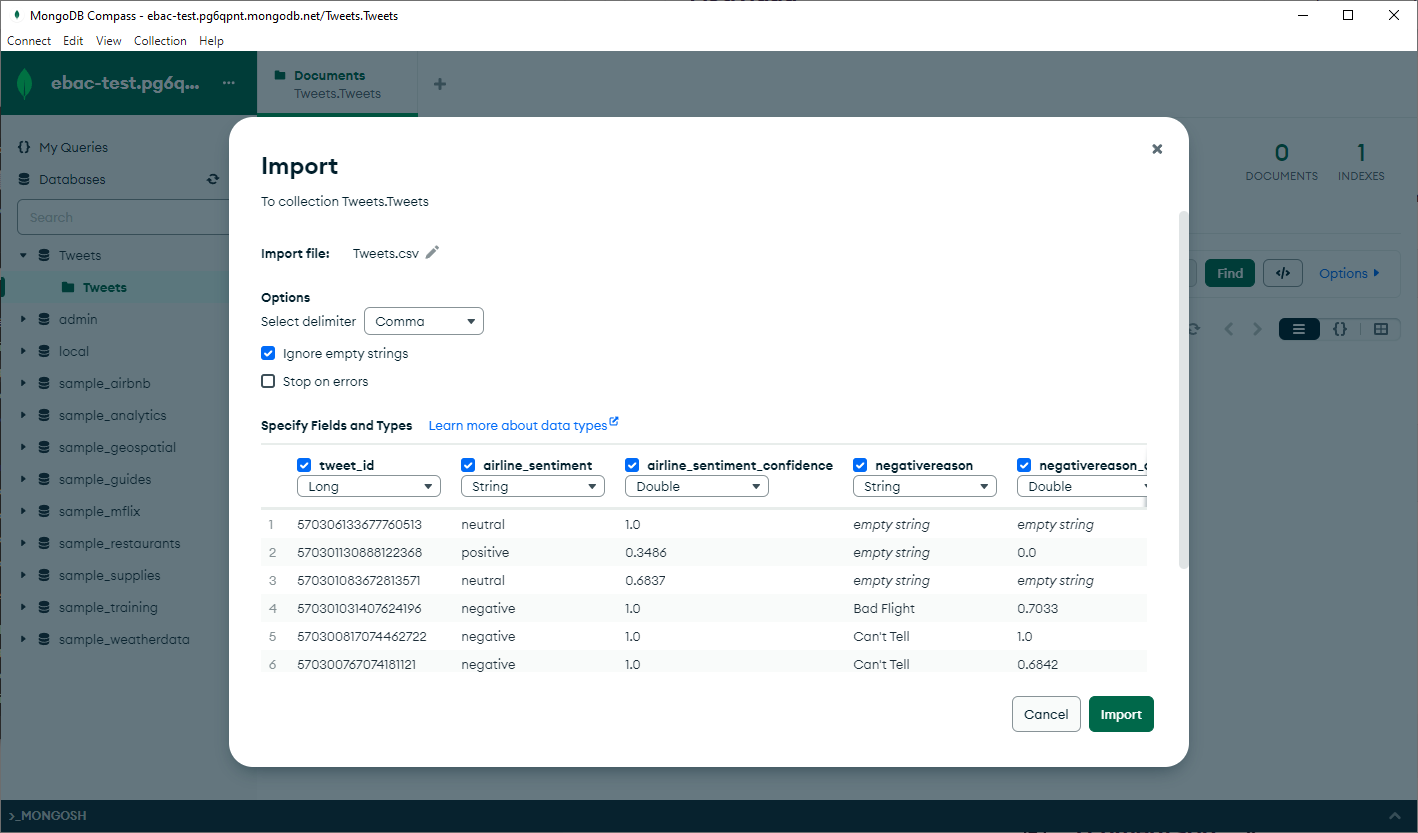 MongoDB Compass - ebac-test.pg6qpnt.mongodb.net/Tweets.Tweets
Connect Edit View Collection Help
ebac-test.pg6q... ...
Documents
Tweets.Tweets
{} My Queries
Databases
Search
Tweets
Tweets
admin
local
sample_airbnb
sample_analytics
sample_geospatial
sample_guides
sample_mflix
sample_restaurants
sample_supplies
sample_training
sample_weatherdata
0 1
DOCUMENTS INDEXES
Find </> Options
{}
Import
To collection Tweets.Tweets
Import file: Tweets.csv
Options
Select delimiter Comma
Ignore empty strings
Stop on errors
Specify Fields and Types Learn more about data types
tweet_id airline_sentiment airline_sentiment_confidence negativereason negativereason_
Long String Double String Double
1 570306133677760513 neutral 1.0 empty string empty string
2 570301130888122368 positive 0.3486 empty string 0.0
3 570301083672813571 neutral 0.6837 empty string empty string
4 570301031407624196 negative 1.0 Bad Flight 0.7033
5 570300817074462722 negative 1.0 Can't Tell 1.0
6 570300767074181121 negative 1.0 Can't Tell 0.6842
Cancel Import
>_MONGOSH